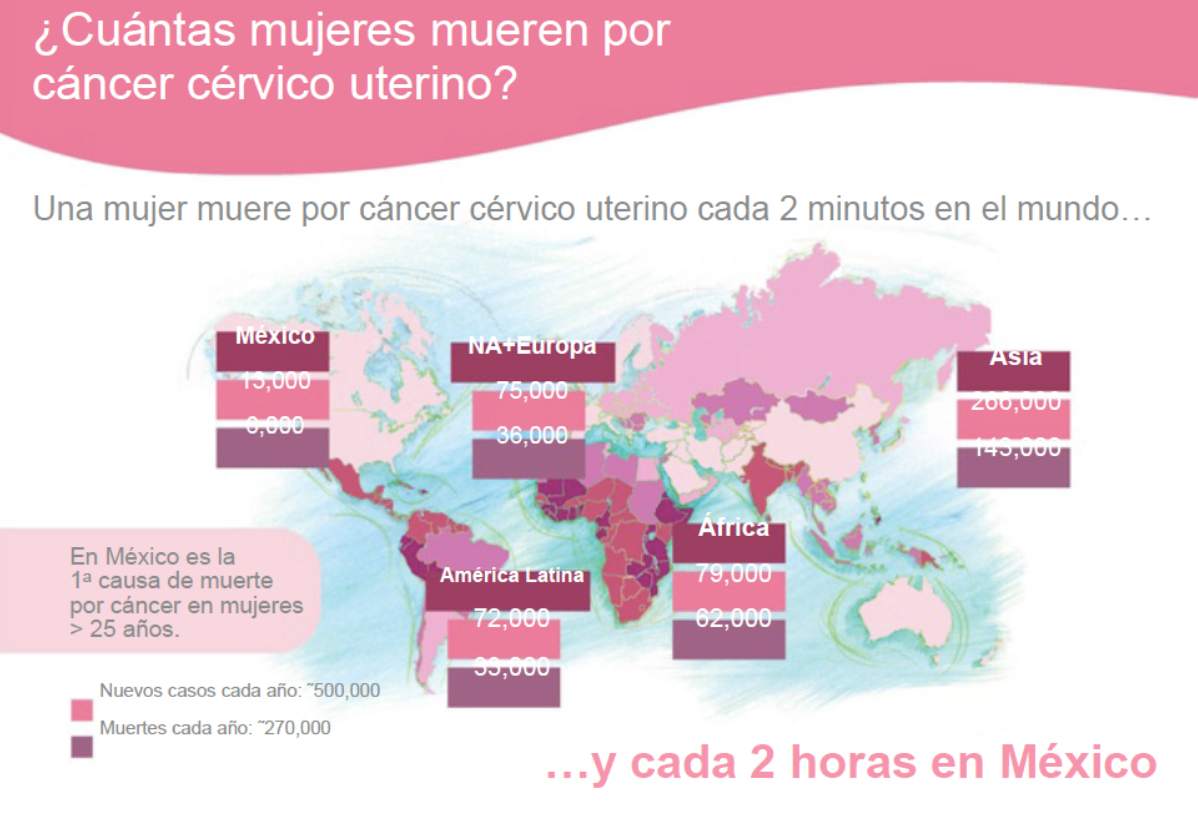 ¿Cuántas mujeres mueren por
cáncer cérvico uterino?
Una mujer muere por cáncer cérvico uterino cada 2 minutos en el mundo…
México
13,000
NA+Europa
75,000
36,000
Asia
266,000
143,000
África
79,000
62,000
América Latina
72,000
33,000
En México es la
1ª causa de muerte
por cáncer en mujeres
> 25 años.
Nuevos casos cada año: ˜500,000
Muertes cada año: ˜270,000
…y cada 2 horas en México